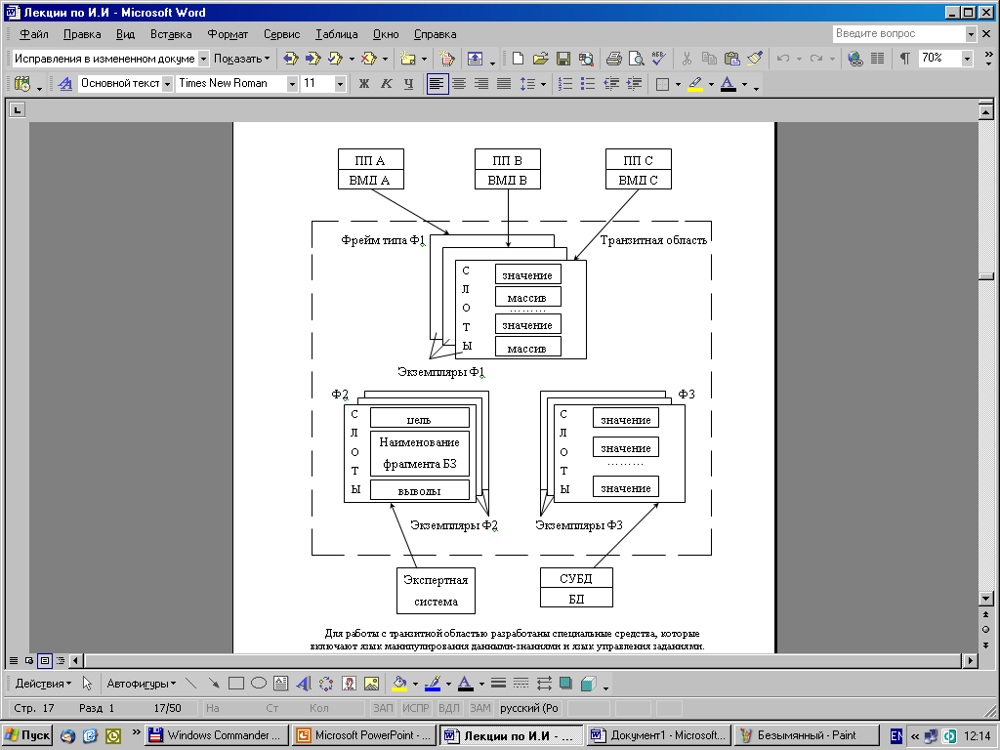 Лекции по И.И - Microsoft Word
Файл Правка Вид Вставка Формат Сервис Таблица Окно Справка
Введите вопрос
Исправления в измененном докуме Показать 70%
Основной текст Times New Roman 11 Ж К Ч
ПП А ПП В ПП С
ВМД А ВМД В ВМД С
Фрейм типа Ф1 Транзитная область
С
Л
О
Т
Ы
значение
массив
………
значение
массив
Экземпляры Ф1
Ф2 Ф3
С
Л
О
Т
Ы
цель
Наименование
фрагмента БЗ
выводы
С
Л
О
Т
Ы
значение
значение
………
значение
Экземпляры Ф2 Экземпляры Ф3
Экспертная
система
СУБД
БД
Для работы с транзитной областью разработаны специальные средства, которые
включают язык манипулирования данными-знаниями и язык управления заданиями.
Действия Автофигуры
Стр. 17 Разд 1 17/50 На Ст Кол ЗАП ИСПР ВДЛ ЗАМ русский (Ро
Пуск Windows Commander ... Microsoft PowerPoint - ... Лекции по И.И - ... Документ1 - Microsoft... Безымянный - Paint EN 12:14